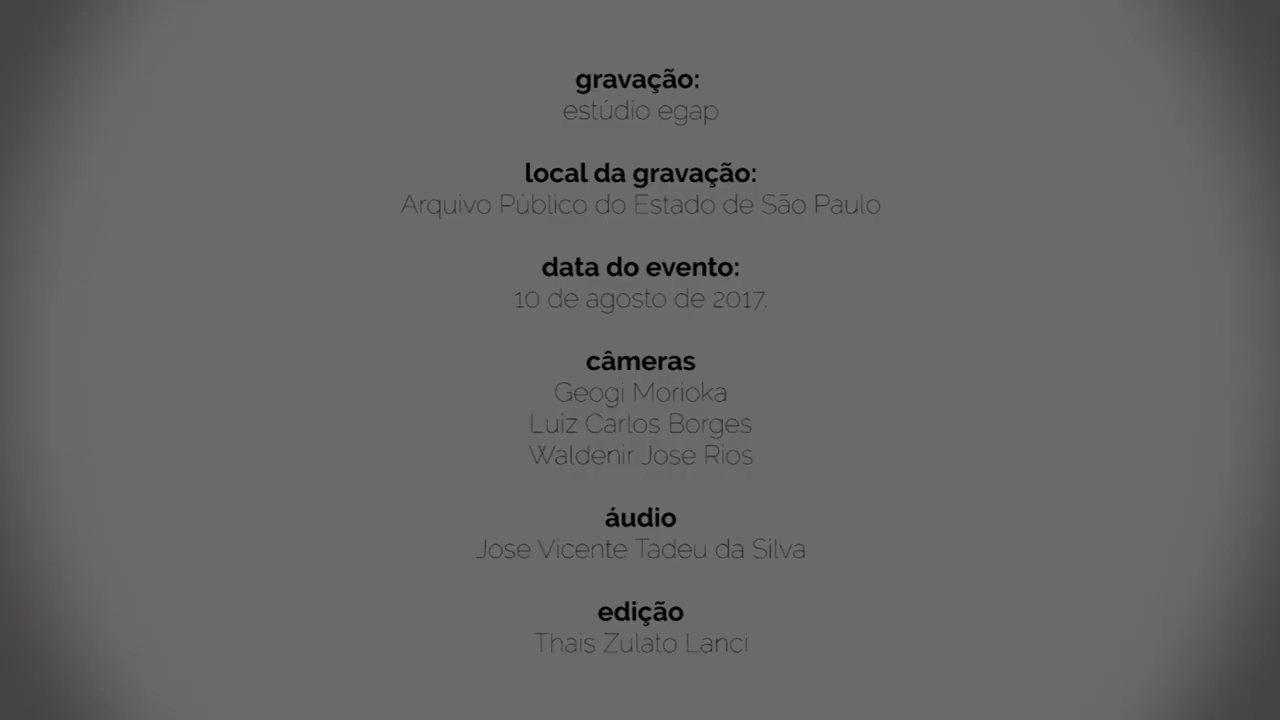 gravação:
estúdio egap
local da gravação:
Arquivo Público do Estado de São Paulo
data do evento:
10 de agosto de 2017.
câmeras
Geogi Morioka
Luiz Carlos Borges
Waldenir Jose Rios
áudio
Jose Vicente Tadeu da Silva
edição
Thais Zulato Lanci